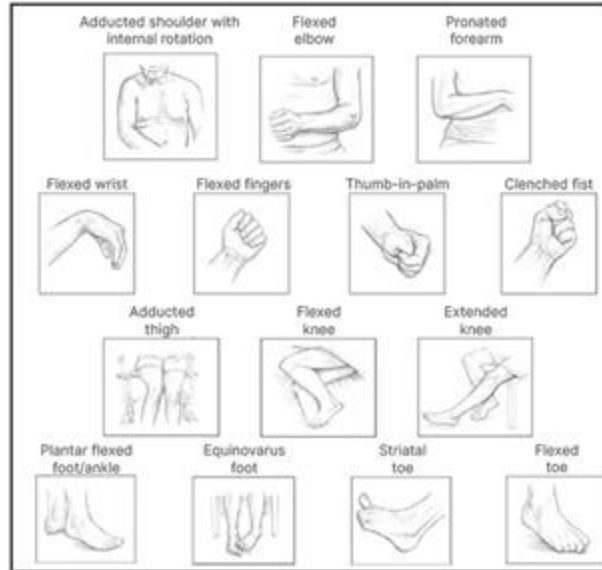 Adducted shoulder with
internal rotation
Flexed
elbow
Pronated
forearm
Flexed wrist
Flexed fingers
Thumb-in-palm
Clenched fist
Adducted
thigh
Flexed
knee
Extended
knee
Plantar flexed
foot/ankle
Equinovarus
foot
Striatal
toe
Flexed
toe